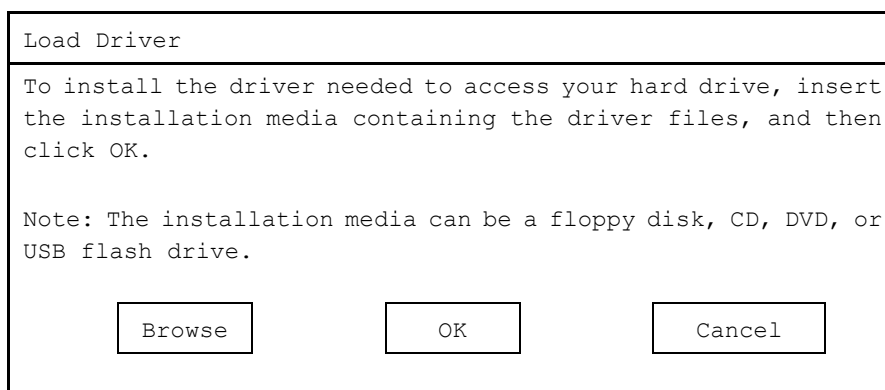 Load Driver
To install the driver needed to access your hard drive, insert
the installation media containing the driver files, and then
click OK.
Note: The installation media can be a floppy disk, CD, DVD, or
USB flash drive.
Browse OK Cancel